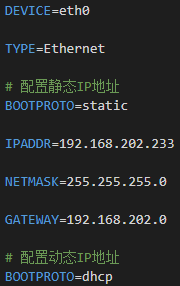 DEVICE=eth0
TYPE=Ethernet
# 配置静态IP地址
BOOTPROTO=static
IPADDR=192.168.202.233
NETMASK=255.255.255.0
GATEWAY=192.168.202.0
# 配置动态IP地址
BOOTPROTO=dhcp